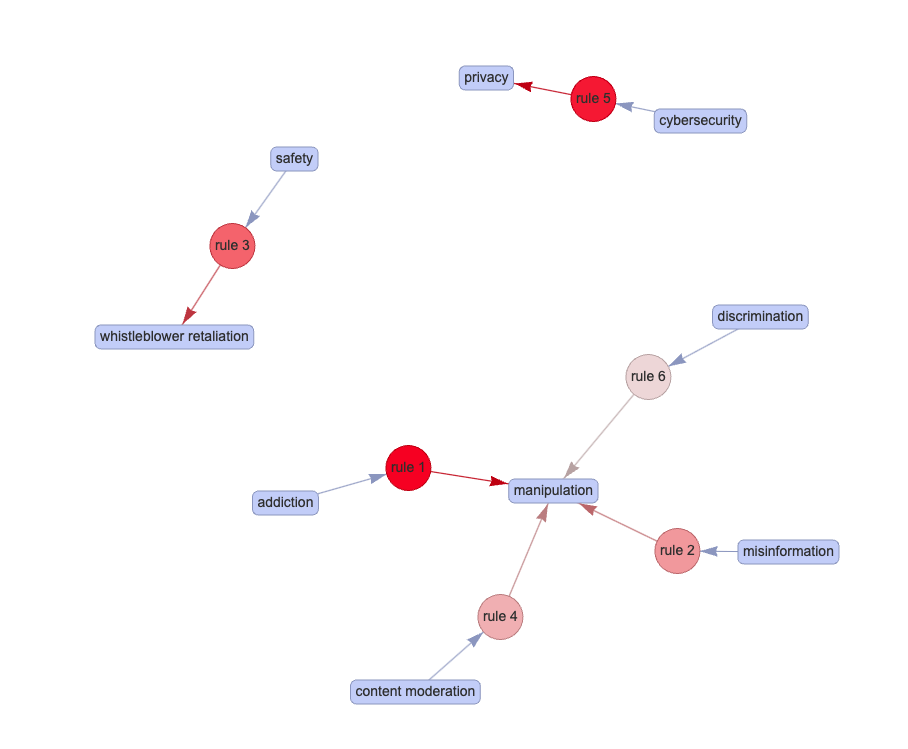 privacy
rule 5
cybersecurity
safety
rule 3
whistleblower retaliation
discrimination
rule 6
rule 1
addiction
manipulation
rule 2
misinformation
rule 4
content moderation